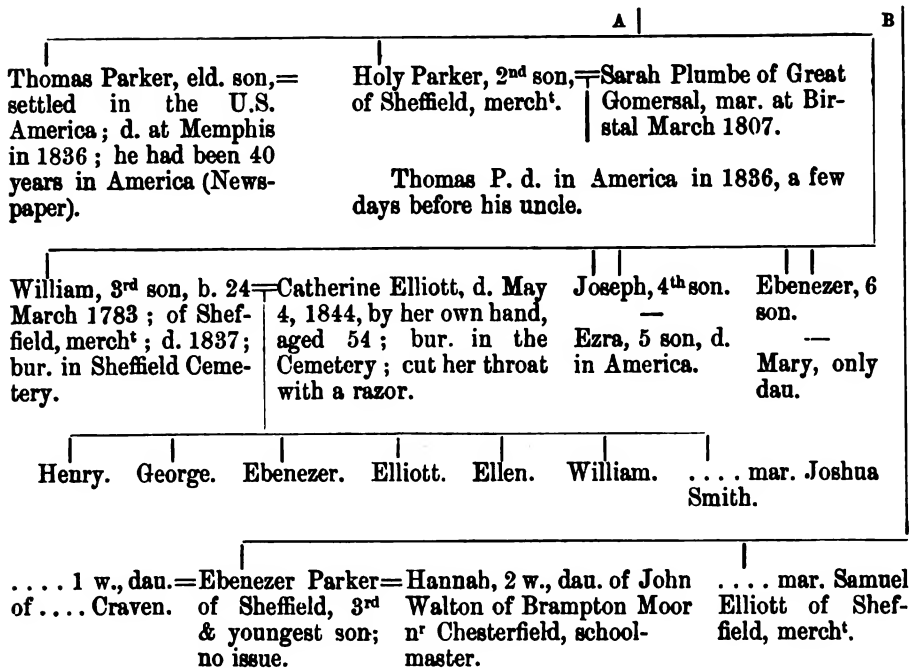 A B
Thomas Parker, eld. son,=
settled in the U.S.
America; d. at Memphis
in 1836; he had been 40
years in America (News-
paper).
Holy Parker, 2nd son,=Sarah Plumbe of Great
of Sheffield, mercht. Gomersal, mar. at Bir-
stal March 1807.
Thomas P. d. in America in 1836, a few
days before his uncle.
William, 3rd son, b. 24=
March 1783; of Shef-
field, mercht; d. 1837;
bur. in Sheffield Ceme-
tery.
Catherine Elliott, d. May
4, 1844, by her own hand,
aged 54; bur. in the
Cemetery; cut her throat
with a razor.
Joseph, 4th son.
—
Ezra, 5 son, d.
in America.
Ebenezer, 6
son.
—
Mary, only
dau.
Henry. George. Ebenezer. Elliott. Ellen. William. .... mar. Joshua
Smith.
.... 1 w., dau.=
of .... Craven.
Ebenezer Parker=
of Sheffield, 3rd
& youngest son;
no issue.
Hannah, 2 w., dau. of John
Walton of Brampton Moor
nr Chesterfield, school-
master.
.... mar. Samuel
Elliott of Shef-
field, mercht.